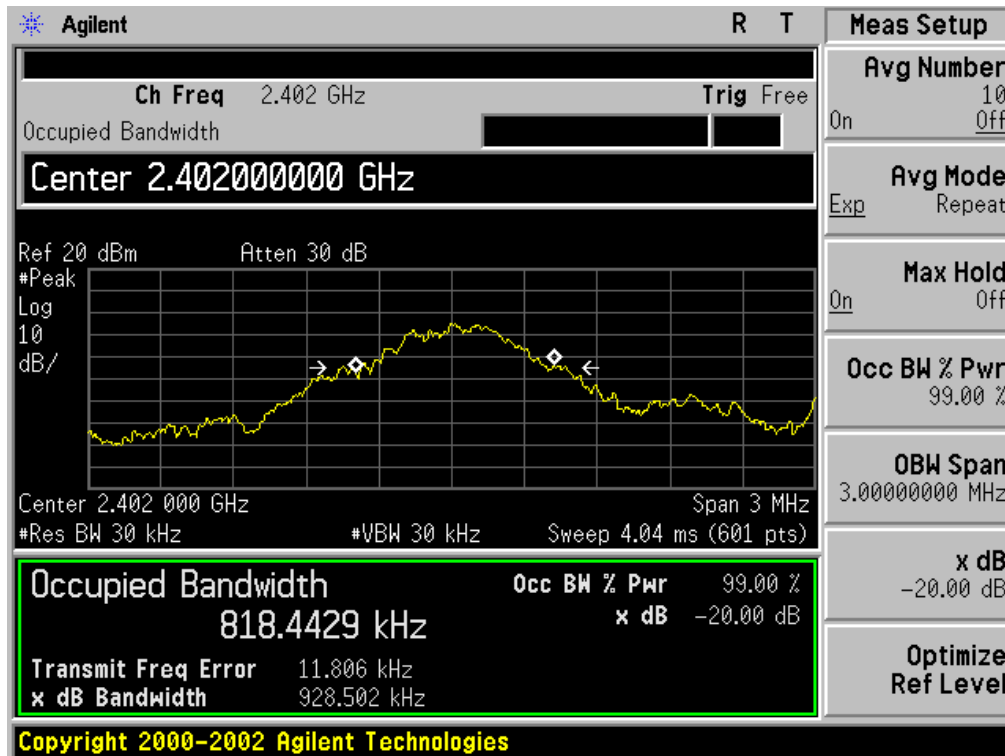 Agilent R T
Ch Freq 2.402 GHz Trig Free
Occupied Bandwidth
Center 2.402000000 GHz
Ref 20 dBm Atten 30 dB
#Peak
Log
10
dB/
Center 2.402 000 GHz Span 3 MHz
#Res BW 30 kHz #VBW 30 kHz Sweep 4.04 ms (601 pts)
Occupied Bandwidth
818.4429 kHz
Occ BW % Pwr 99.00 %
x dB -20.00 dB
Transmit Freq Error 11.806 kHz
x dB Bandwidth 928.502 kHz
Meas Setup
Avg Number
10
On Off
Avg Mode
Exp Repeat
Max Hold
On Off
Occ BW % Pwr
99.00 %
OBW Span
3.00000000 MHz
x dB
-20.00 dB
Optimize
Ref Level
Copyright 2000-2002 Agilent Technologies